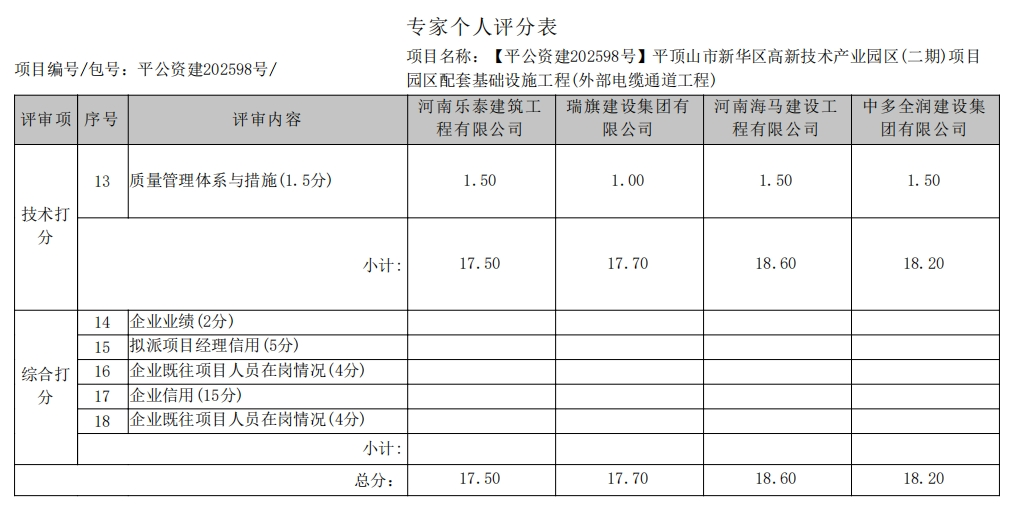 专家个人评分表
项目编号/包号: 平公资建202598号/
项目名称: 【平公资建202598号】平顶山市新华区高新技术产业园区(二期)项目
园区配套基础设施工程(外部电缆通道工程)
评审项 序号 评审内容 河南乐泰建筑工程有限公司 瑞旗建设集团有限公司 河南海马建设工程有限公司 中多全润建设集团有限公司
技术打分
13 质量管理体系与措施(1.5分) 1.50 1.00 1.50 1.50
小计: 17.50 17.70 18.60 18.20
综合打分
14 企业业绩(2分)
15 拟派项目经理信用(5分)
16 企业既往项目人员在岗情况(4分)
17 企业信用(15分)
18 企业既往项目人员在岗情况(4分)
小计:
总分: 17.50 17.70 18.60 18.20